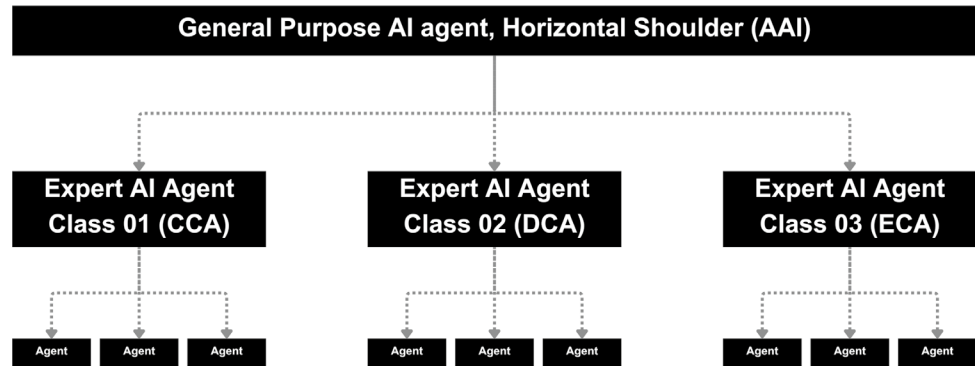 General Purpose AI agent, Horizontal Shoulder (AAI)
Expert AI Agent
Class 01 (CCA)
Expert AI Agent
Class 02 (DCA)
Expert AI Agent
Class 03 (ECA)
Agent
Agent
Agent
Agent
Agent
Agent
Agent
Agent
Agent